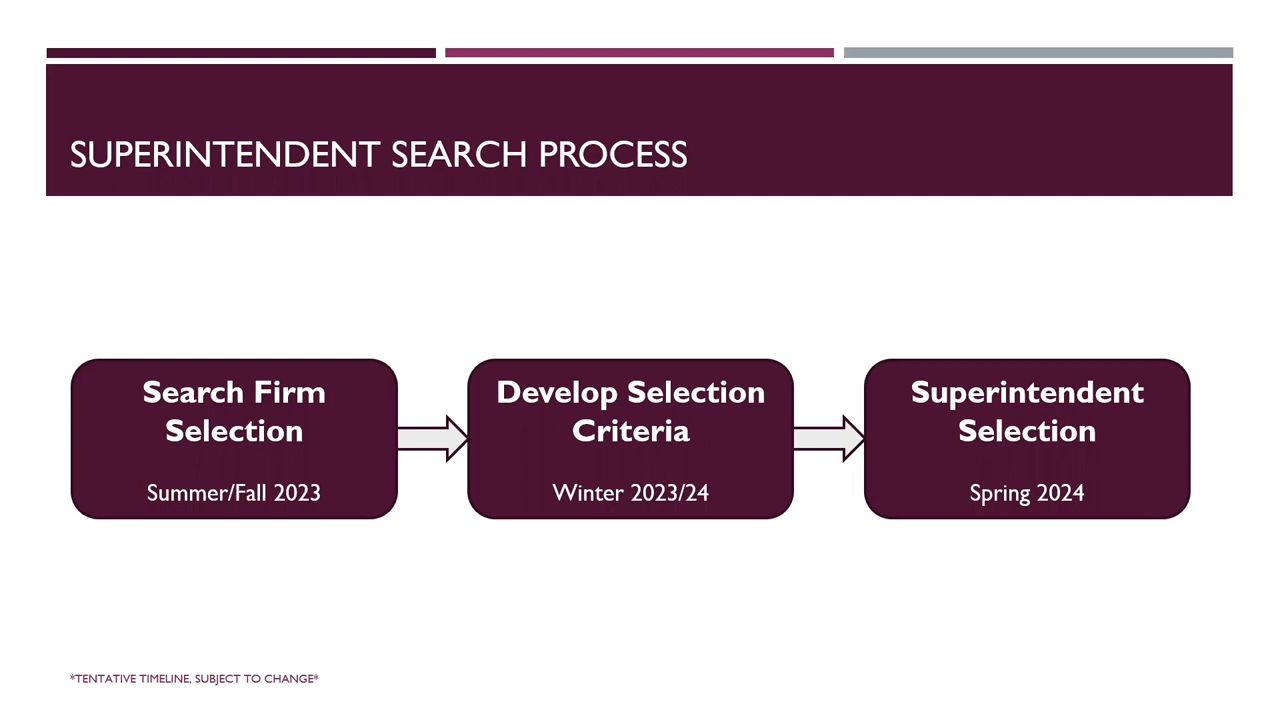 SUPERINTENDENT SEARCH PROCESS
Search Firm
Selection
Summer/Fall 2023
Develop Selection
Criteria
Winter 2023/24
Superintendent
Selection
Spring 2024
*TENTATIVE TIMELINE, SUBJECT TO CHANGE*